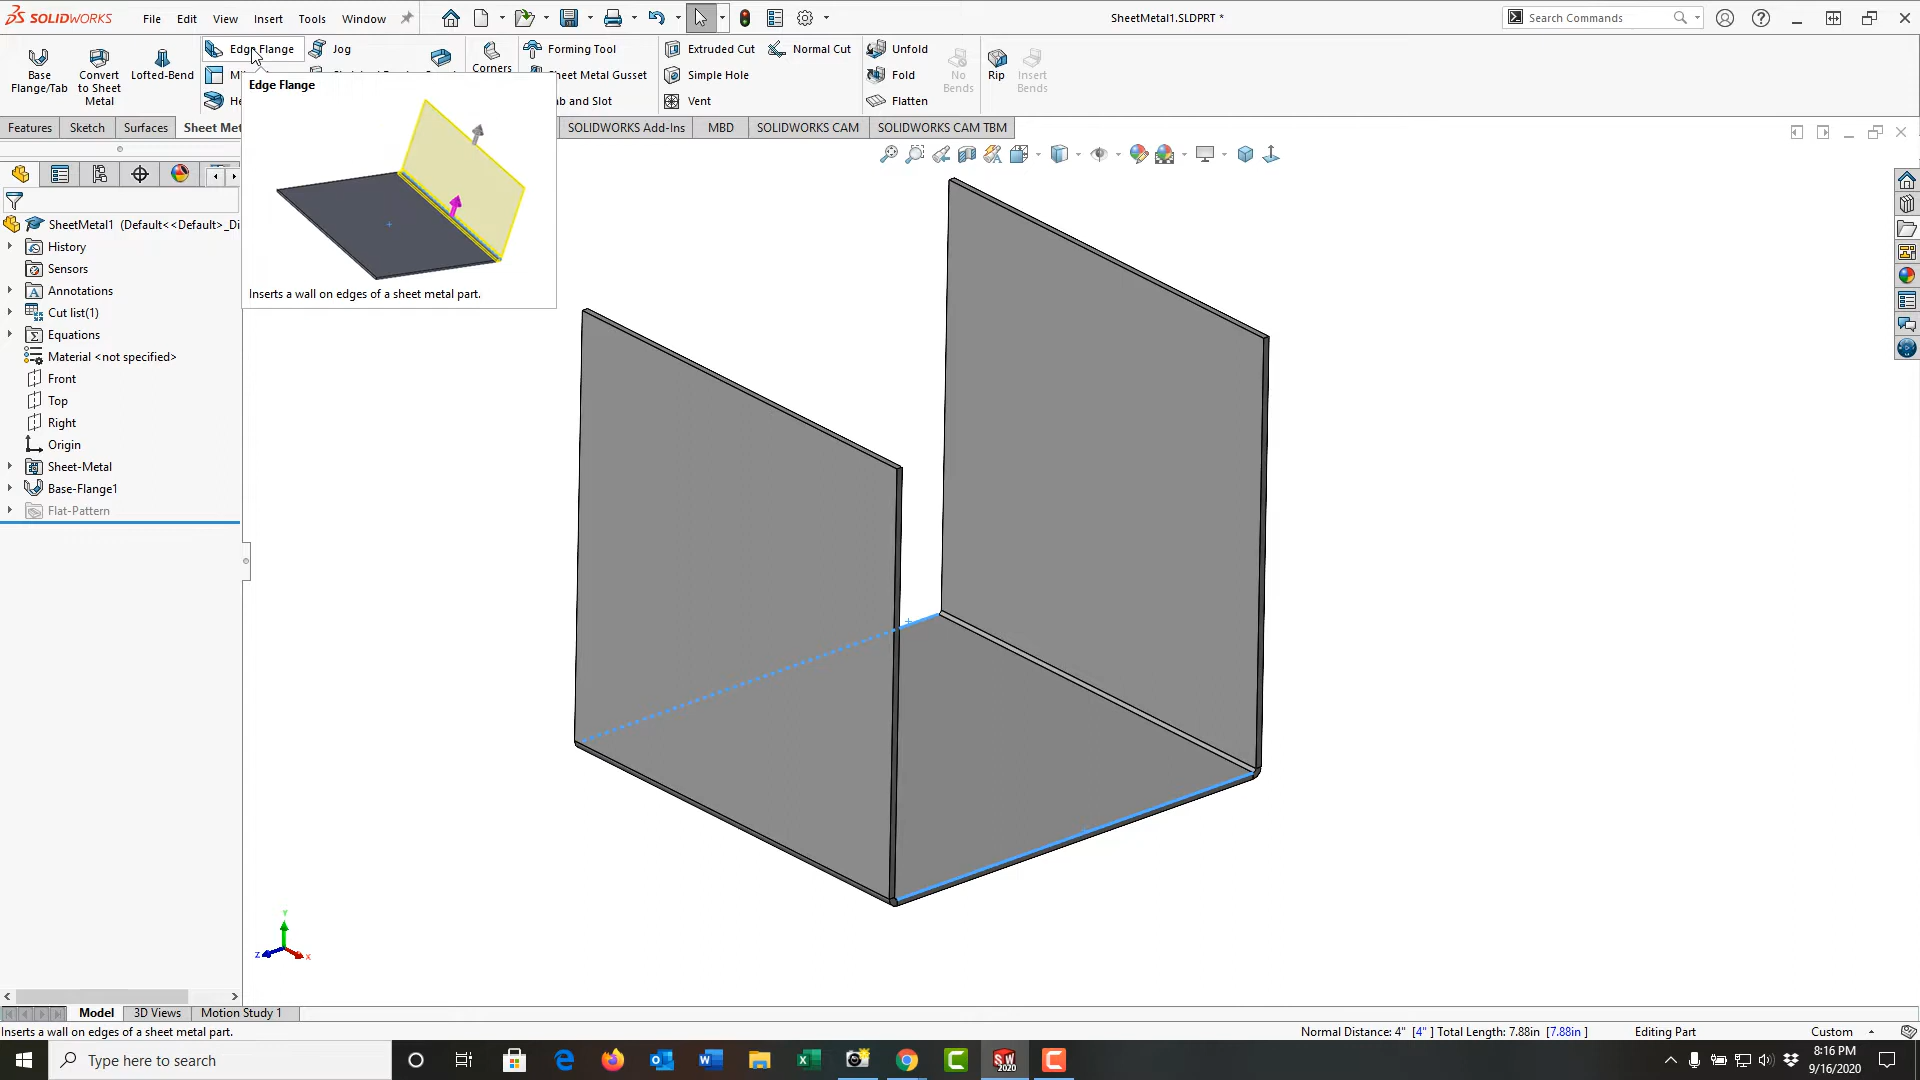 SOLIDWORKS
File
Edit
View
Insert
Tools
Window
SheetMetal1.SLDPRT *
Search Commands
Base
Flange/Tab
Convert
to Sheet
Metal
Lofted-Bend
Edge Flange
Jog
Corners
Forming Tool
Sheet Metal Gusset
and Slot
Extruded Cut
Simple Hole
Vent
Normal Cut
Unfold
Fold
Flatten
No
Bends
Rip
Insert
Bends
Edge Flange
Inserts a wall on edges of a sheet metal part.
Features
Sketch
Surfaces
Sheet Met
SOLIDWORKS Add-Ins
MBD
SOLIDWORKS CAM
SOLIDWORKS CAM TBM
SheetMetal1 (Default<<Default>_Di
History
Sensors
Annotations
Cut list(1)
Equations
Material <not specified>
Front
Top
Right
Origin
Sheet-Metal
Base-Flange1
Flat-Pattern
Y
Z
X
Model
3D Views
Motion Study 1
Inserts a wall on edges of a sheet metal part.
Normal Distance: 4" [4" ] Total Length: 7.88in [7.88in ]
Editing Part
Custom
Type here to search
SW
2020
8:16 PM
9/16/2020